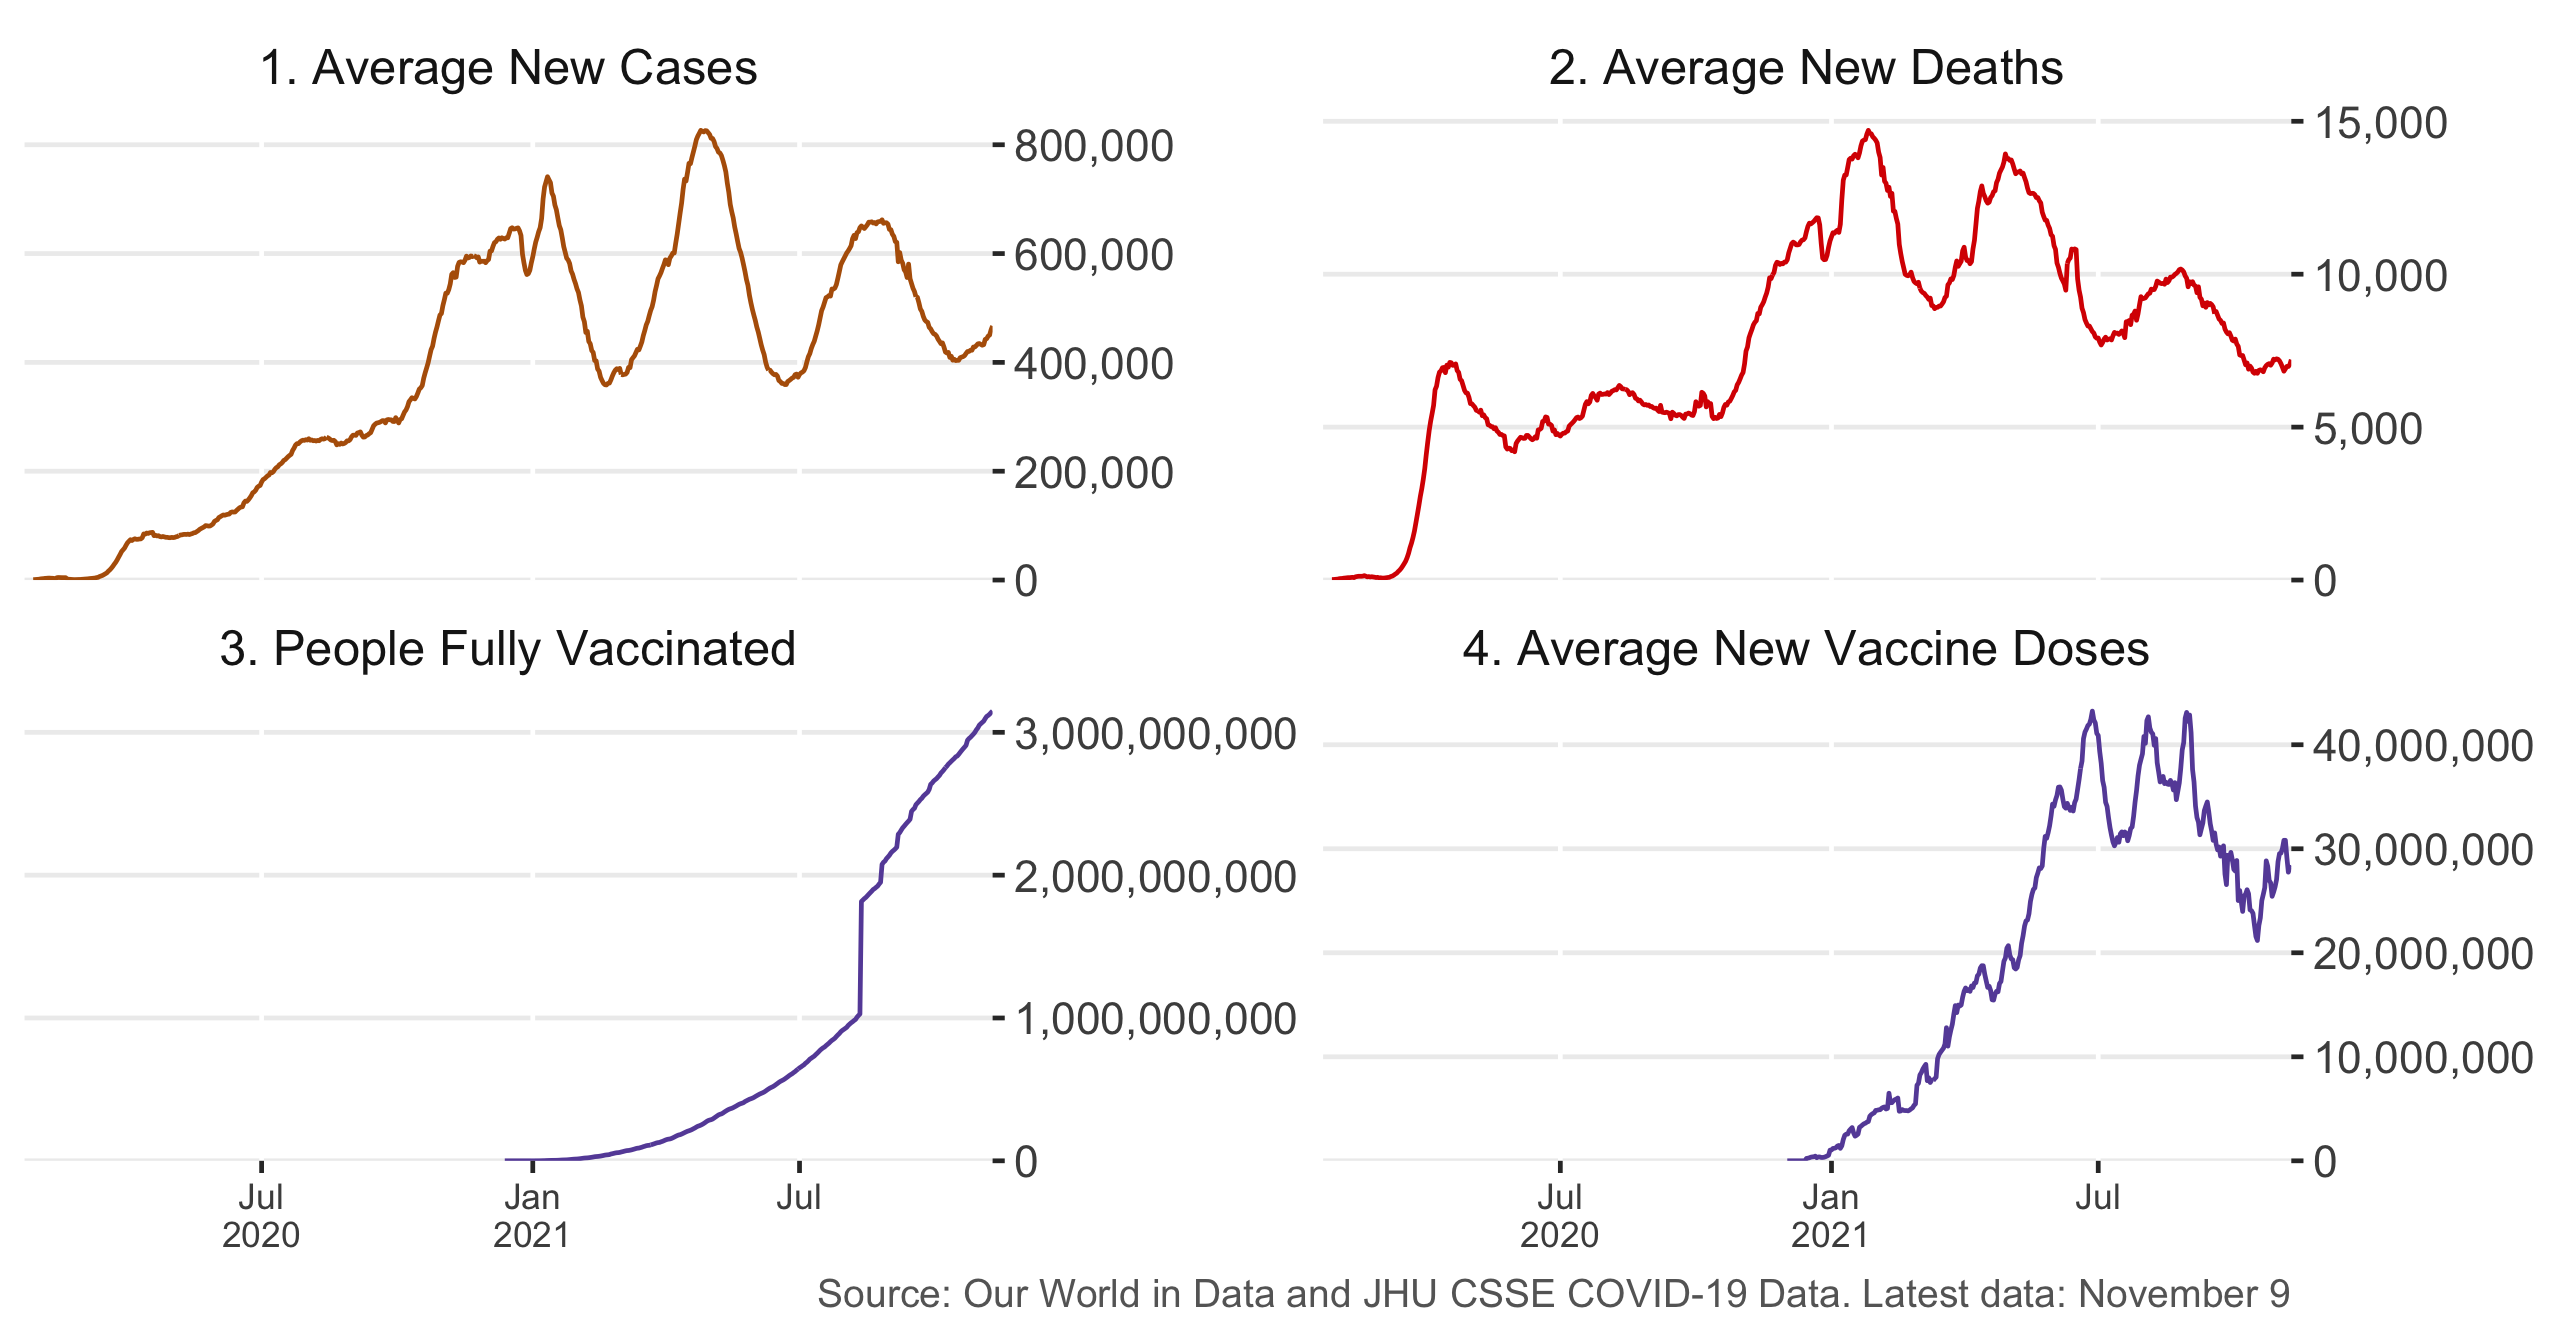 1. Average New Cases
800,000
600,000
400,000
200,000
0
2. Average New Deaths
15,000
10,000
5,000
0
3. People Fully Vaccinated
3,000,000,000
2,000,000,000
1,000,000,000
0
Jul
2020
Jan
2021
Jul
4. Average New Vaccine Doses
40,000,000
30,000,000
20,000,000
10,000,000
0
Jul
2020
Jan
2021
Jul
Source: Our World in Data and JHU CSSE COVID-19 Data. Latest data: November 9